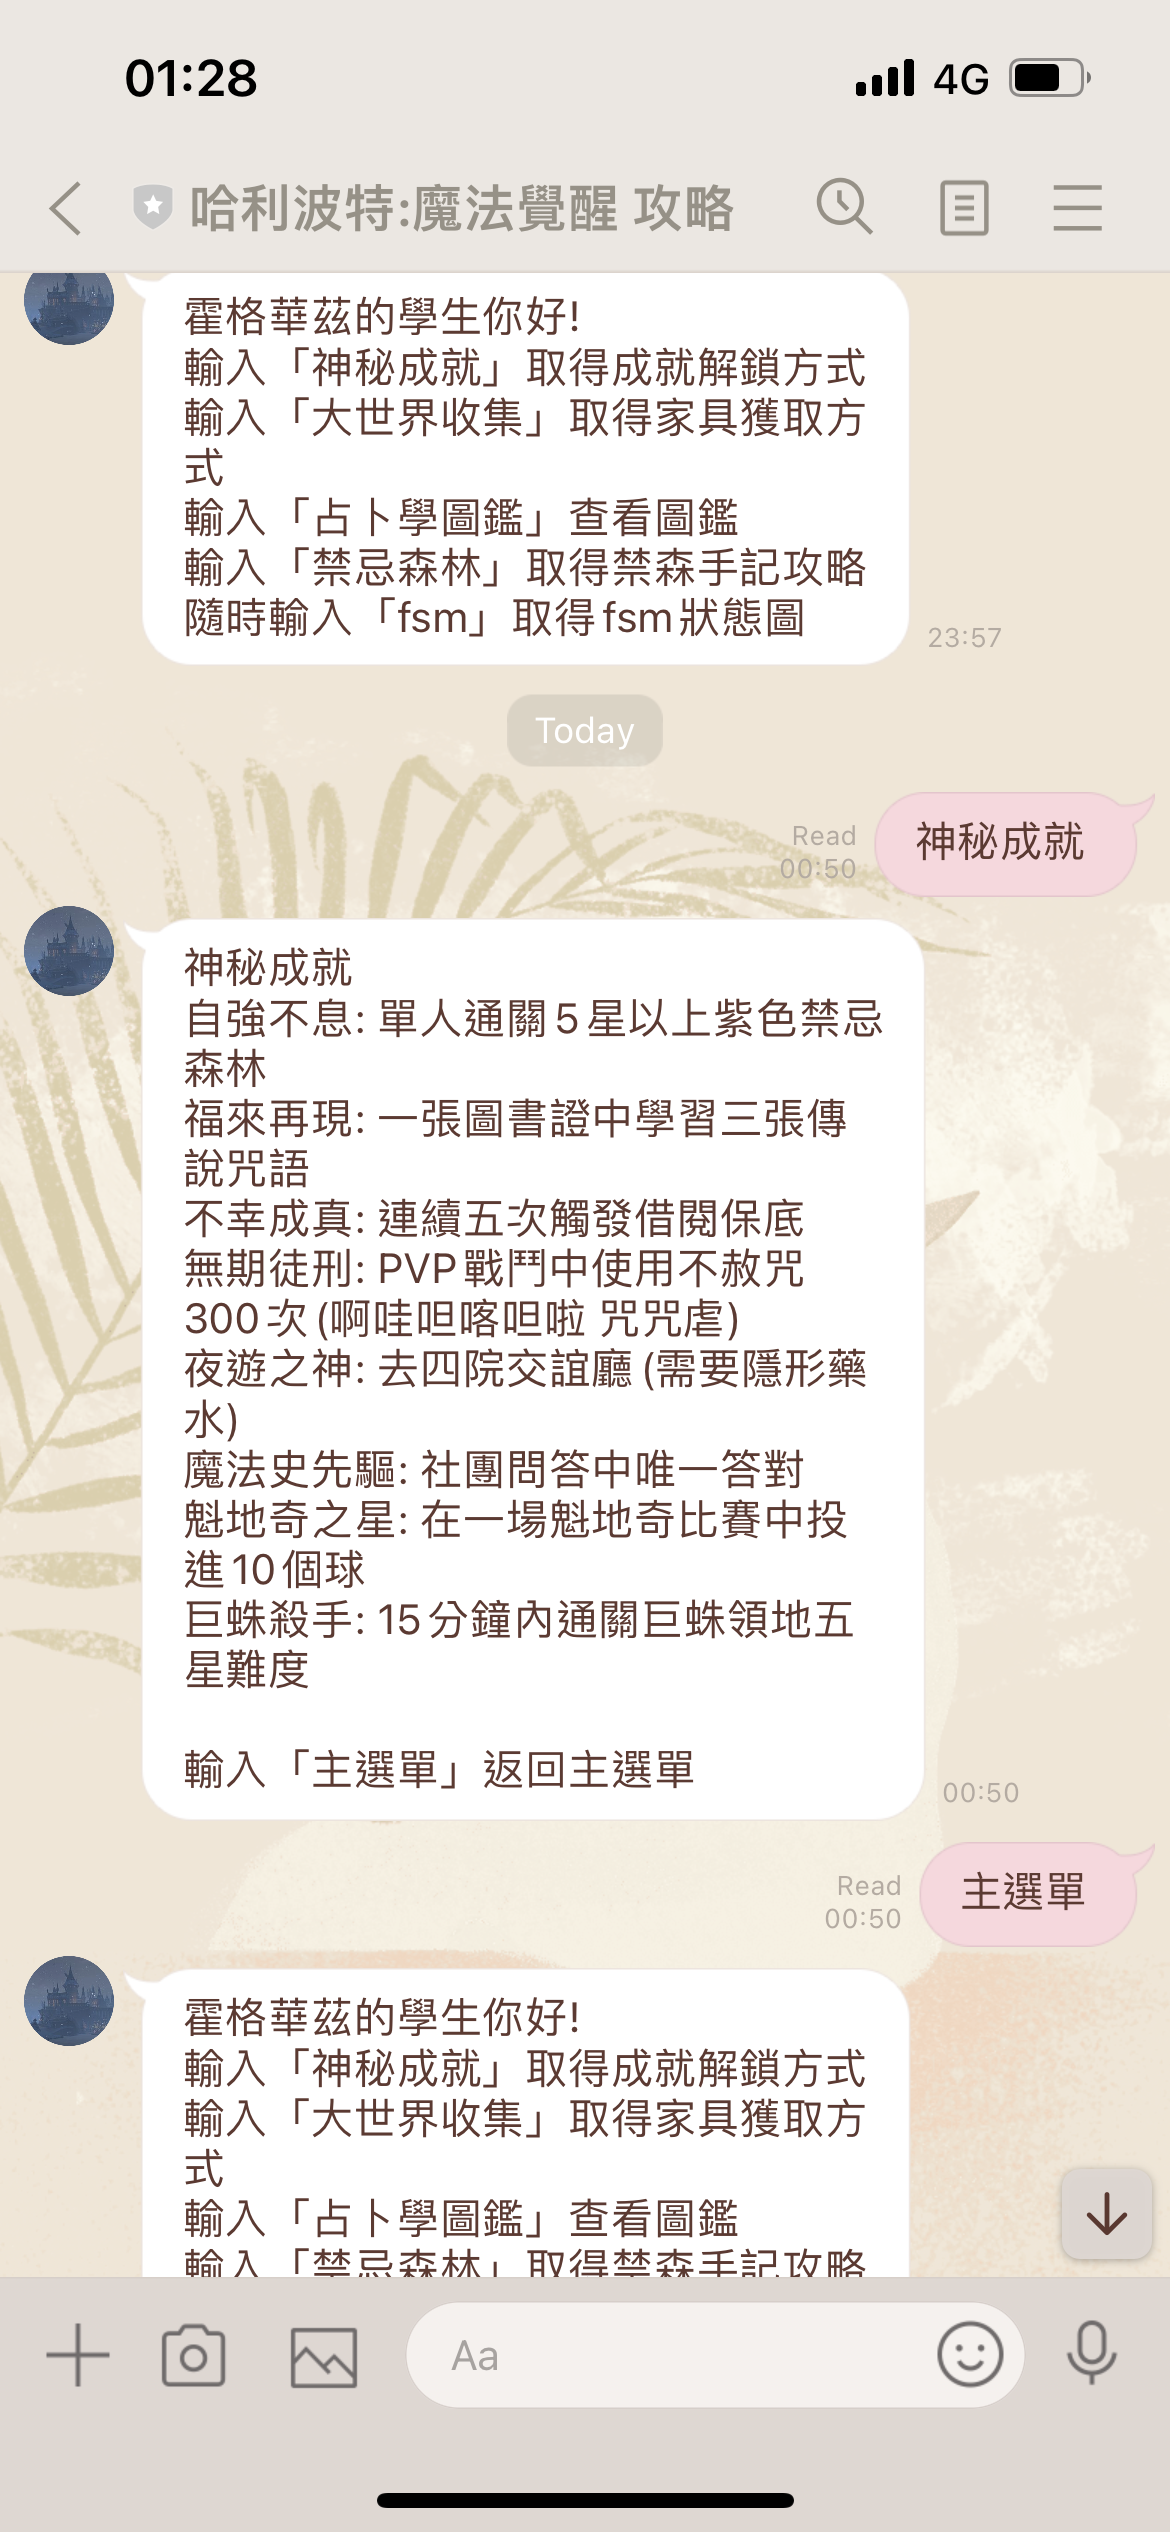 01:28
4G
哈利波特:魔法覺醒 攻略
霍格華茲的學生你好!
輸入「神秘成就」取得成就解鎖方式
輸入「大世界收集」取得家具獲取方
式
輸入「占卜學圖鑑」查看圖鑑
輸入「禁忌森林」取得禁森手記攻略
隨時輸入「fsm」取得fsm狀態圖
23:57
Today
Read
00:50
神秘成就
神秘成就
自強不息: 單人通關5星以上紫色禁忌
森林
福來再現: 一張圖書證中學習三張傳
說咒語
不幸成真: 連續五次觸發借閱保底
無期徒刑: PVP戰鬥中使用不赦咒
300次(啊哇呾喀呾啦 咒咒虐)
夜遊之神: 去四院交誼廳(需要隱形藥
水)
魔法史先驅: 社團問答中唯一答對
魁地奇之星: 在一場魁地奇比賽中投
進10個球
巨蛛殺手: 15分鐘內通關巨蛛領地五
星難度
輸入「主選單」返回主選單
00:50
Read
00:50
主選單
霍格華茲的學生你好!
輸入「神秘成就」取得成就解鎖方式
輸入「大世界收集」取得家具獲取方
式
輸入「占卜學圖鑑」查看圖鑑
輸入「禁忌森林」取得禁森手記攻略
Aa